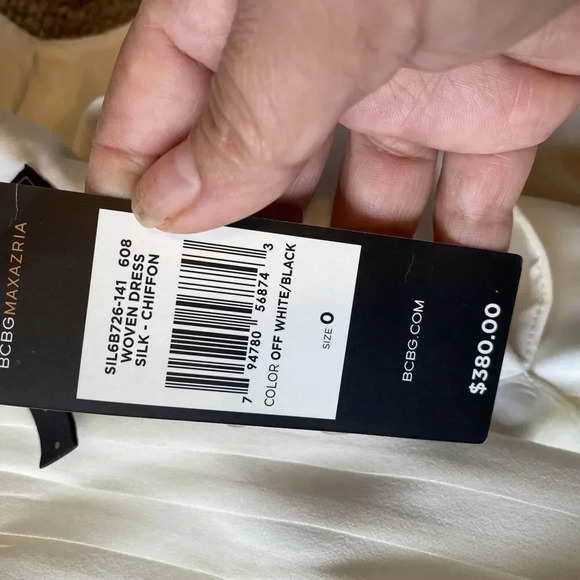 BCBGMAXAZRIA
SIL6B726-141 608
WOVEN DRESS
SILK - CHIFFON
7 94780 56874 3
COLOR OFF WHITE/BLACK
SIZE 0
BCBG.COM
$380.00